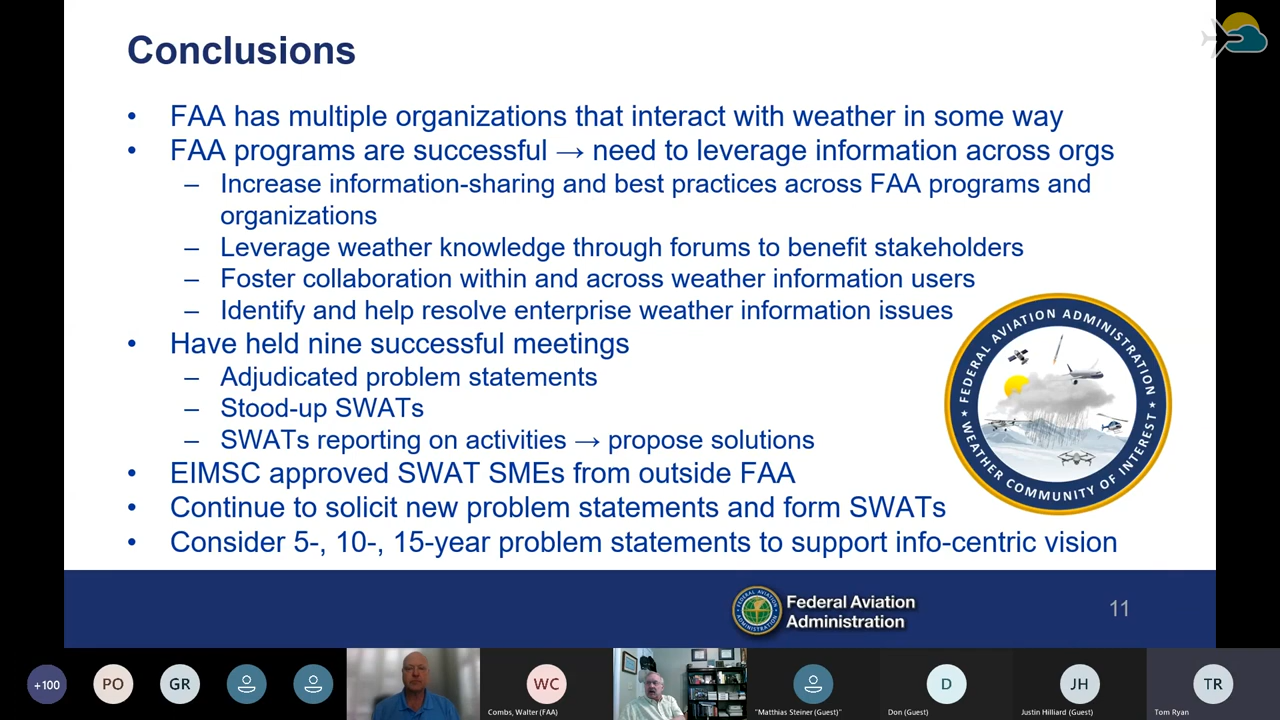 Conclusions
• FAA has multiple organizations that interact with weather in some way
• FAA programs are successful → need to leverage information across orgs
– Increase information-sharing and best practices across FAA programs and
organizations
– Leverage weather knowledge through forums to benefit stakeholders
– Foster collaboration within and across weather information users
– Identify and help resolve enterprise weather information issues
• Have held nine successful meetings
– Adjudicated problem statements
– Stood-up SWATs
– SWATs reporting on activities → propose solutions
• EIMSC approved SWAT SMEs from outside FAA
• Continue to solicit new problem statements and form SWATs
• Consider 5-, 10-, 15-year problem statements to support info-centric vision
FEDERAL AVIATION ADMINISTRATION
WEATHER COMMUNITY OF INTEREST
Federal Aviation
Administration
11
+100
PO
GR
WC
D
JH
TR
Combs, Walter (FAA)
"Matthias Steiner (Guest)"
Don (Guest)
Justin Hilliard (Guest)
Tom Ryan